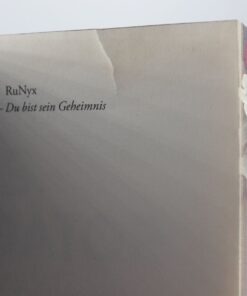 RuNyx
- Du bist sein Geheimnis